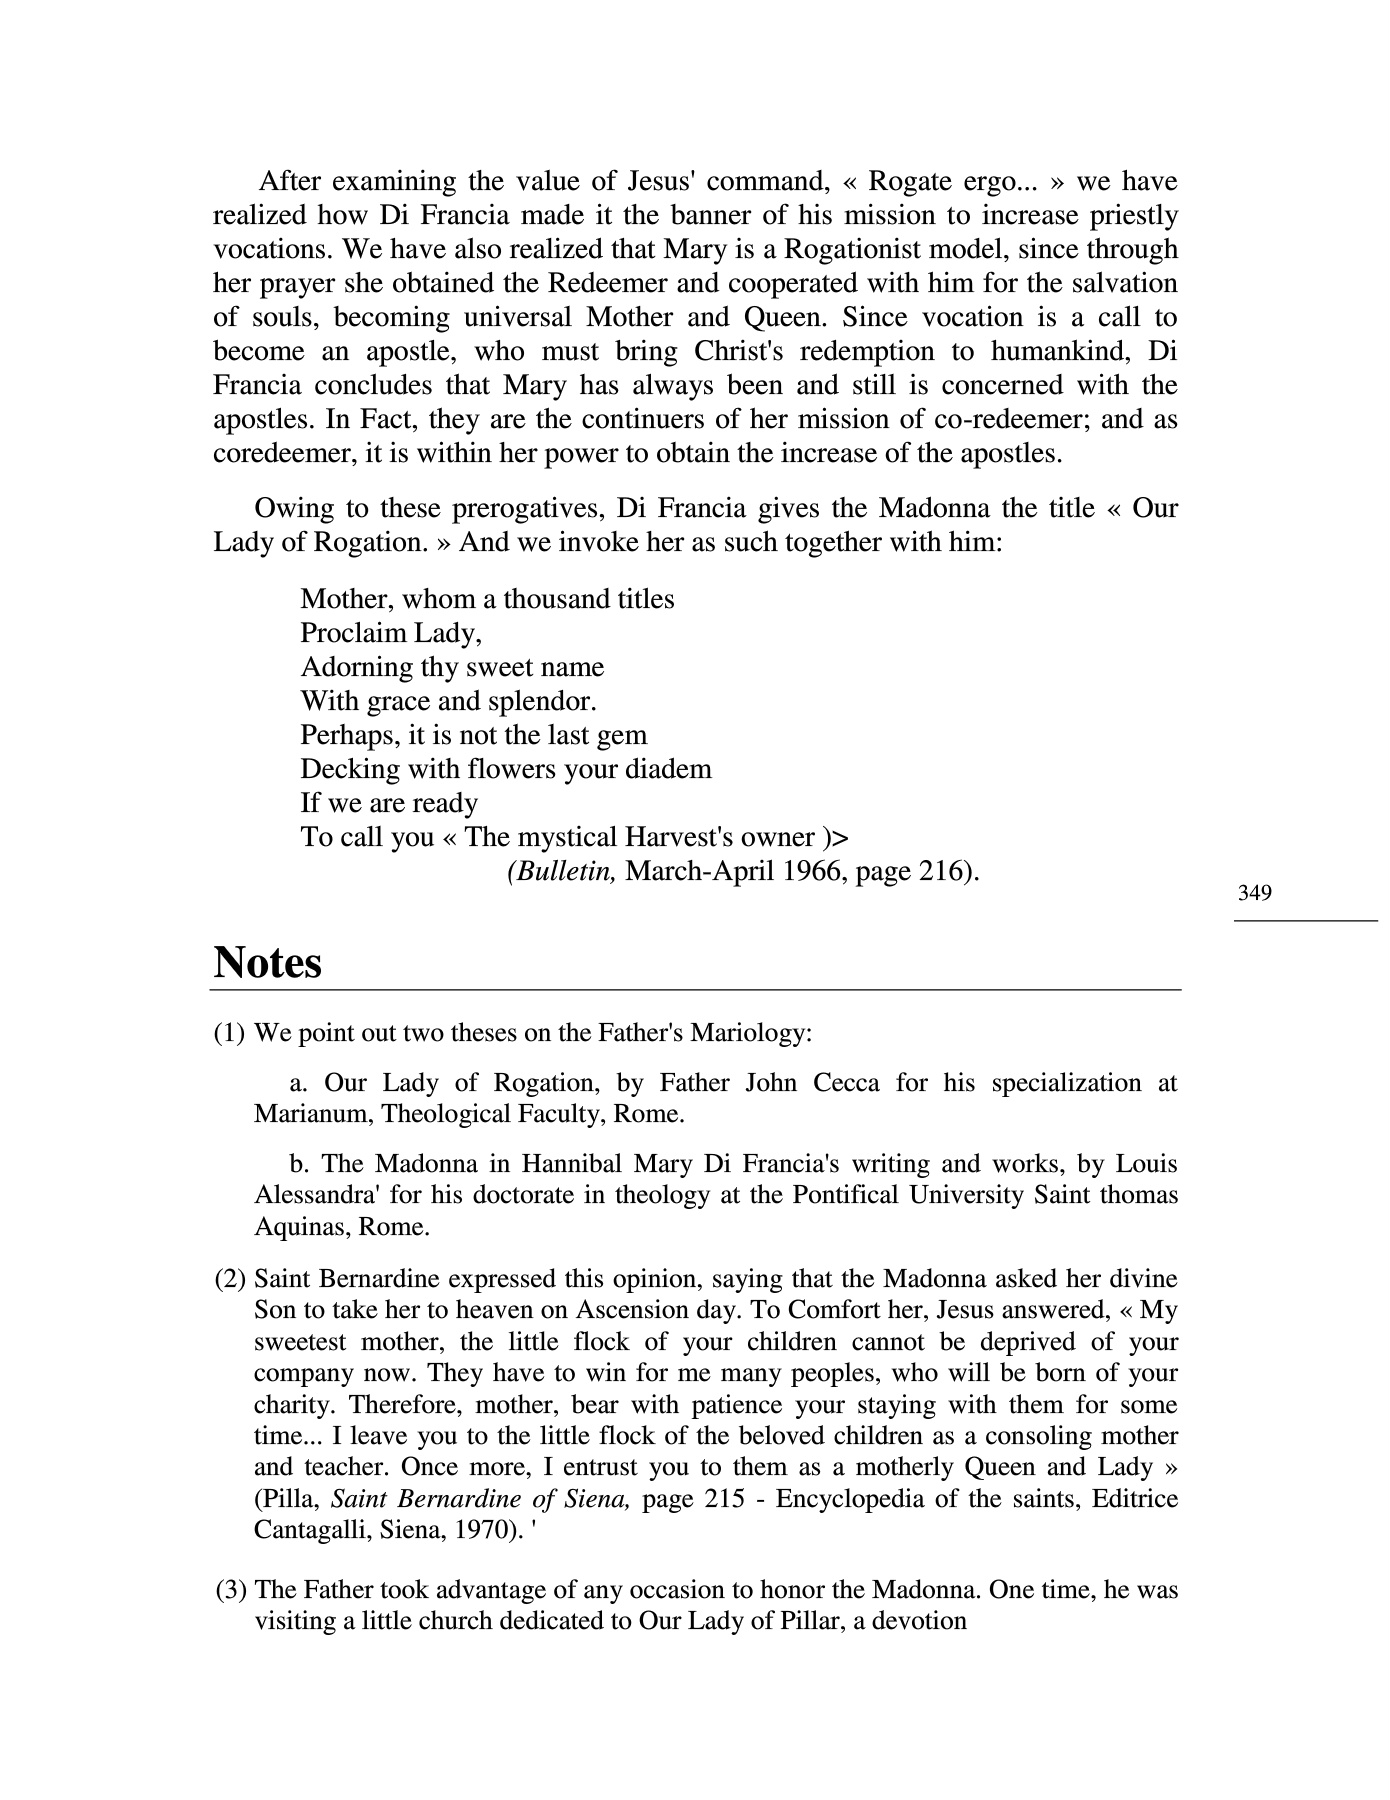 After examining the value of Jesus' command, « Rogate ergo... » we have
realized how Di Francia made it the banner of his mission to increase priestly
vocations. We have also realized that Mary is a Rogationist model, since through
her prayer she obtained the Redeemer and cooperated with him for the salvation
of souls, becoming universal Mother and Queen. Since vocation is a call to
become an apostle, who must bring Christ's redemption to humankind, Di
Francia concludes that Mary has always been and still is concerned with the
apostles. In Fact, they are the continuers of her mission of co-redeemer; and as
coredeemer, it is within her power to obtain the increase of the apostles.
Owing to these prerogatives, Di Francia gives the Madonna the title « Our
Lady of Rogation. » And we invoke her as such together with him:
Mother, whom a thousand titles
Proclaim Lady,
Adorning thy sweet name
With grace and splendor.
Perhaps, it is not the last gem
Decking with flowers your diadem
If we are ready
To call you « The mystical Harvest's owner )>
(Bulletin, March-April 1966, page 216).
349
Notes
(1) We point out two theses on the Father's Mariology:
a. Our Lady of Rogation, by Father John Cecca for his specialization at
Marianum, Theological Faculty, Rome.
b. The Madonna in Hannibal Mary Di Francia's writing and works, by Louis
Alessandra' for his doctorate in theology at the Pontifical University Saint thomas
Aquinas, Rome.
(2) Saint Bernardine expressed this opinion, saying that the Madonna asked her divine
Son to take her to heaven on Ascension day. To Comfort her, Jesus answered, « My
sweetest mother, the little flock of your children cannot be deprived of your
company now. They have to win for me many peoples, who will be born of your
charity. Therefore, mother, bear with patience your staying with them for some
time... I leave you to the little flock of the beloved children as a consoling mother
and teacher. Once more, I entrust you to them as a motherly Queen and Lady »
(Pilla, Saint Bernardine of Siena, page 215 - Encyclopedia of the saints, Editrice
Cantagalli, Siena, 1970). '
(3) The Father took advantage of any occasion to honor the Madonna. One time, he was
visiting a little church dedicated to Our Lady of Pillar, a devotion